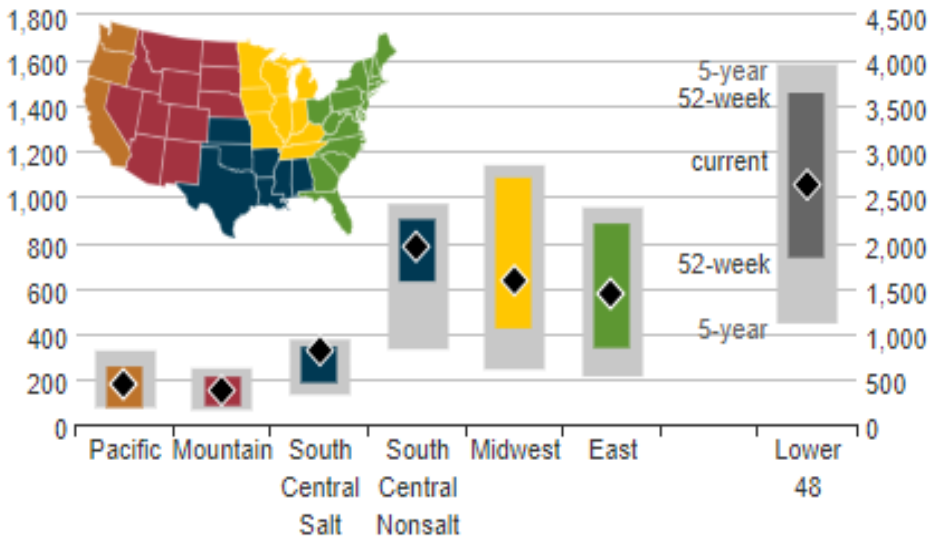 1,800
1,600
1,400
1,200
1,000
800
600
400
200
0
4,500
4,000
3,500
3,000
2,500
2,000
1,500
1,000
500
0
5-year
52-week
current
52-week
5-year
Pacific
Mountain
South
Central
Salt
South
Central
Nonsalt
Midwest
East
Lower
48